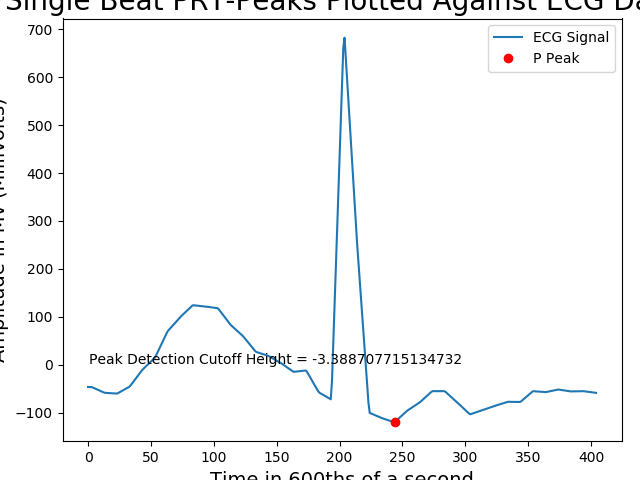 Single Beat PRT-Peaks Plotted Against ECG Da
700
600
500
400
300
200
100
0
−100
Amplitude in MV (Millivolts)
ECG Signal
P Peak
Peak Detection Cutoff Height = -3.388707715134732
0 50 100 150 200 250 300 350 400
Time in 600ths of a second